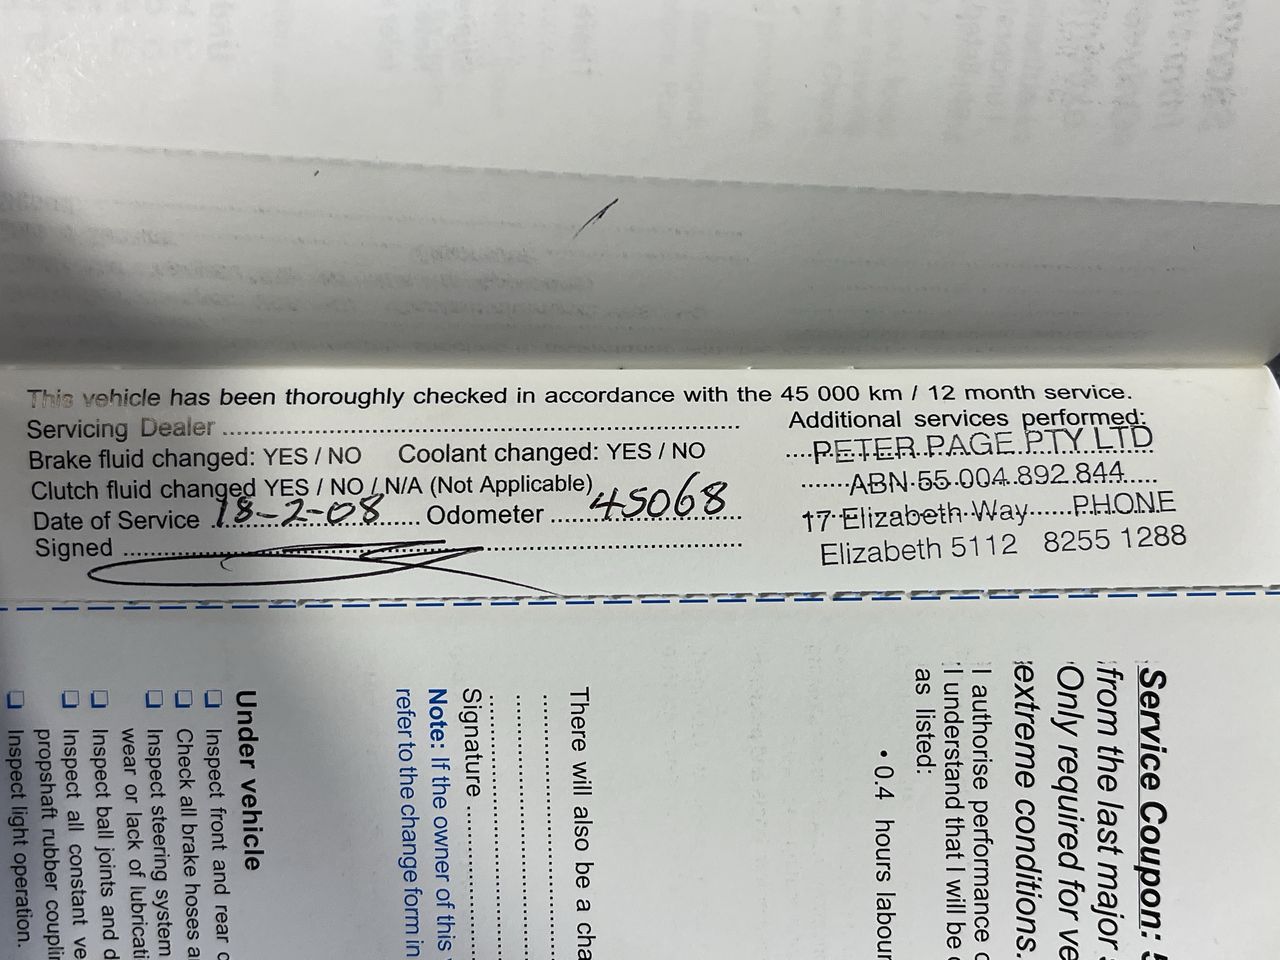 This vehicle has been thoroughly checked in accordance with the 45 000 km / 12 month service.
Servicing Dealer ..........
Brake fluid changed: YES / NO Coolant changed: YES / NO
Clutch fluid changed YES / NO / N/A (Not Applicable)
Date of Service 18-2-08 Odometer 45068
Signed ..........
Additional services performed:
PETER PAGE PTY LTD
ABN 55 004 892 844
17 Elizabeth Way PHONE
Elizabeth 5112 8255 1288
Service Coupon:
from the last major
Only required for ve
extreme conditions.
I authorise performance
I understand that I will be
as listed:
• 0.4 hours labour
There will also be a cha
Signature ..........
Note: If the owner of this
refer to the change form in
Under vehicle
❏ Inspect front and rear
❏ Check all brake hoses a
❏ Inspect steering system
wear or lack of lubricati
❏ Inspect ball joints and d
❏ Inspect all constant ve
propshaft rubber coupli
❏ Inspect light operation.